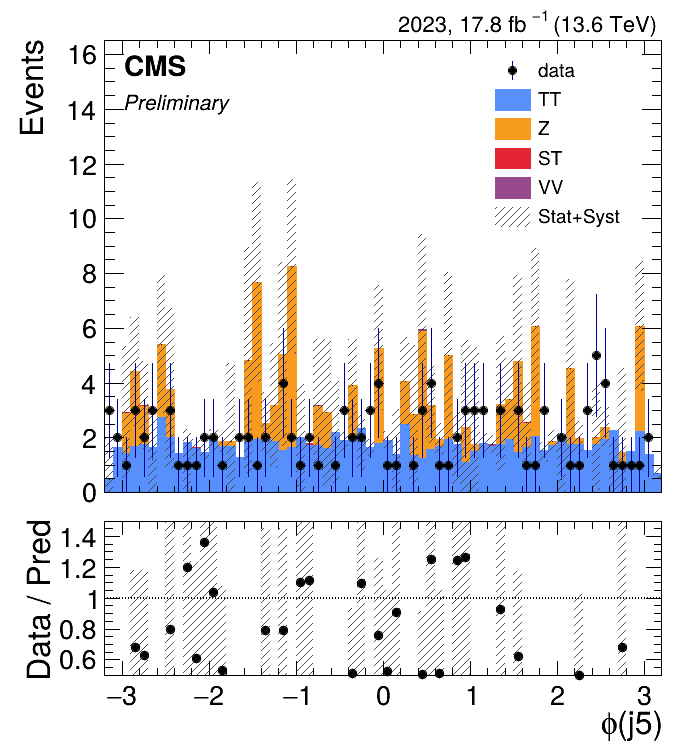 2023, 17.8 fb⁻¹ (13.6 TeV)
Events
16
14
12
10
8
6
4
2
0
CMS
Preliminary
data
TT
Z
ST
VV
Stat+Syst
Data / Pred
1.4
1.2
1
0.8
0.6
−3 −2 −1 0 1 2 3
ϕ(j5)